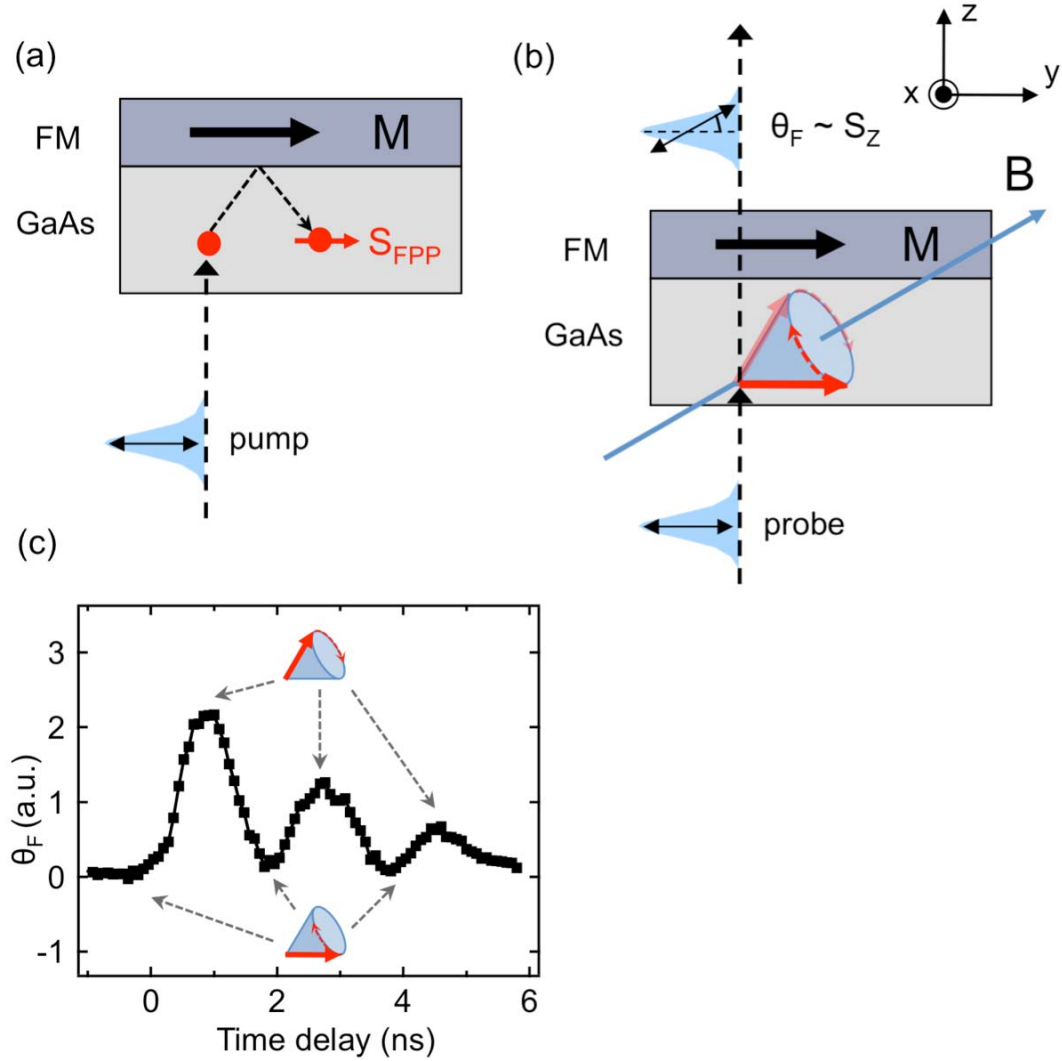 (a)
FM
M
GaAs
S_FPP
pump
(b)
z
y
x
θ_F ~ S_Z
B
FM
M
GaAs
probe
(c)
3
2
1
0
-1
θ_F (a.u.)
0 2 4 6
Time delay (ns)